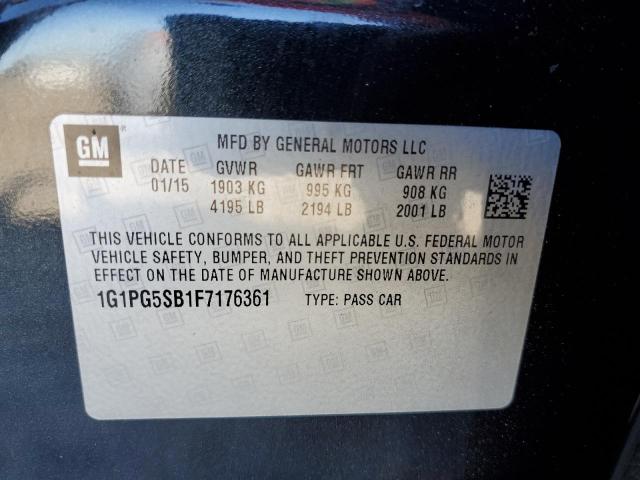 GM
MFD BY GENERAL MOTORS LLC
DATE GVWR GAWR FRT GAWR RR
01/15 1903 KG 995 KG 908 KG
4195 LB 2194 LB 2001 LB
THIS VEHICLE CONFORMS TO ALL APPLICABLE U.S. FEDERAL MOTOR
VEHICLE SAFETY, BUMPER, AND THEFT PREVENTION STANDARDS IN
EFFECT ON THE DATE OF MANUFACTURE SHOWN ABOVE.
1G1PG5SB1F7176361 TYPE: PASS CAR